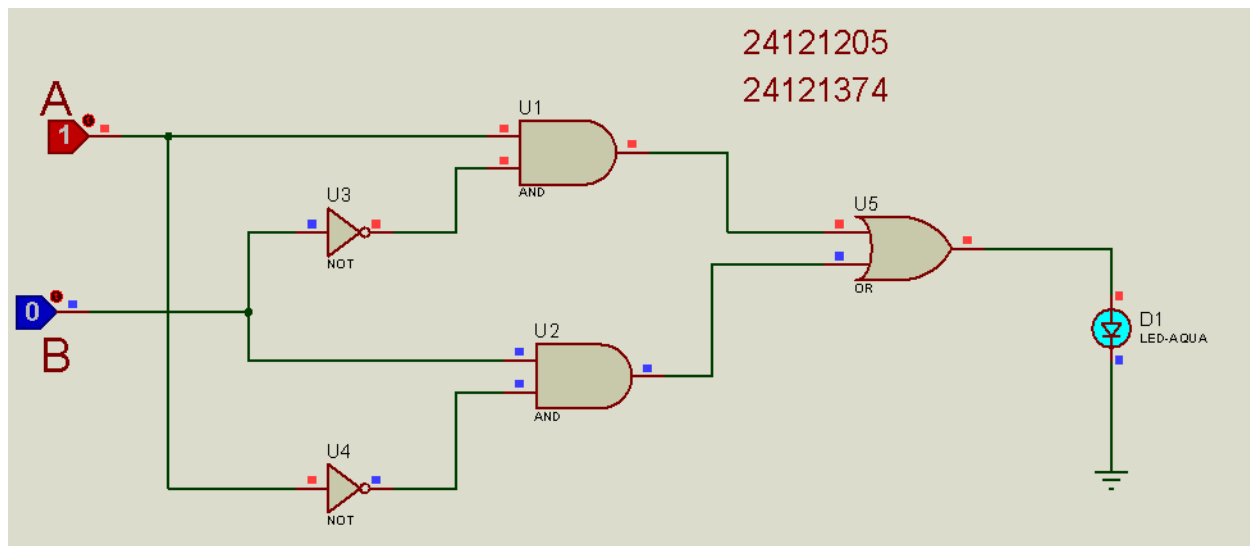 24121205
24121374
A
1
U1
AND
U3
NOT
U5
OR
0
B
U2
AND
D1
LED-AQUA
U4
NOT